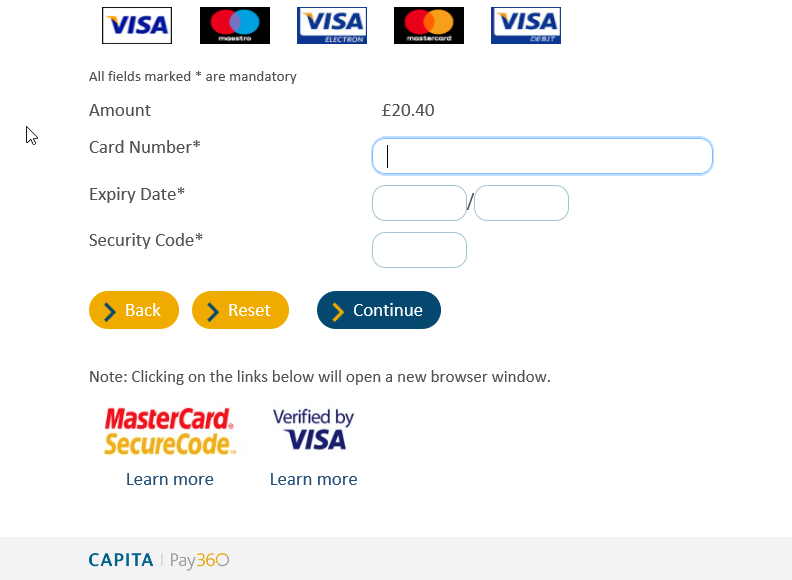 VISA maestro VISA ELECTRON mastercard VISA DEBIT
All fields marked * are mandatory
Amount £20.40
Card Number*
Expiry Date* /
Security Code*
Back Reset Continue
Note: Clicking on the links below will open a new browser window.
MasterCard. Verified by
SecureCode™ VISA
Learn more Learn more
CAPITA | Pay360